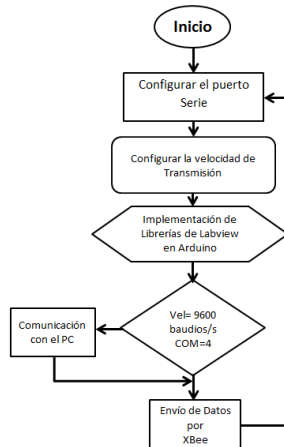 Inicio
Configurar el puerto
Serie
Configurar la velocidad de
Transmisión
Implementación de
Librerías de Labview
en Arduino
Vel= 9600
baudios/s
COM=4
Comunicación
con el PC
Envío de Datos
por
XBee